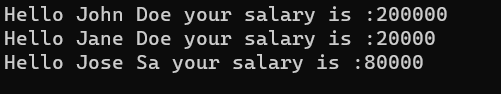 Hello John Doe your salary is :200000
Hello Jane Doe your salary is :20000
Hello Jose Sa your salary is :80000